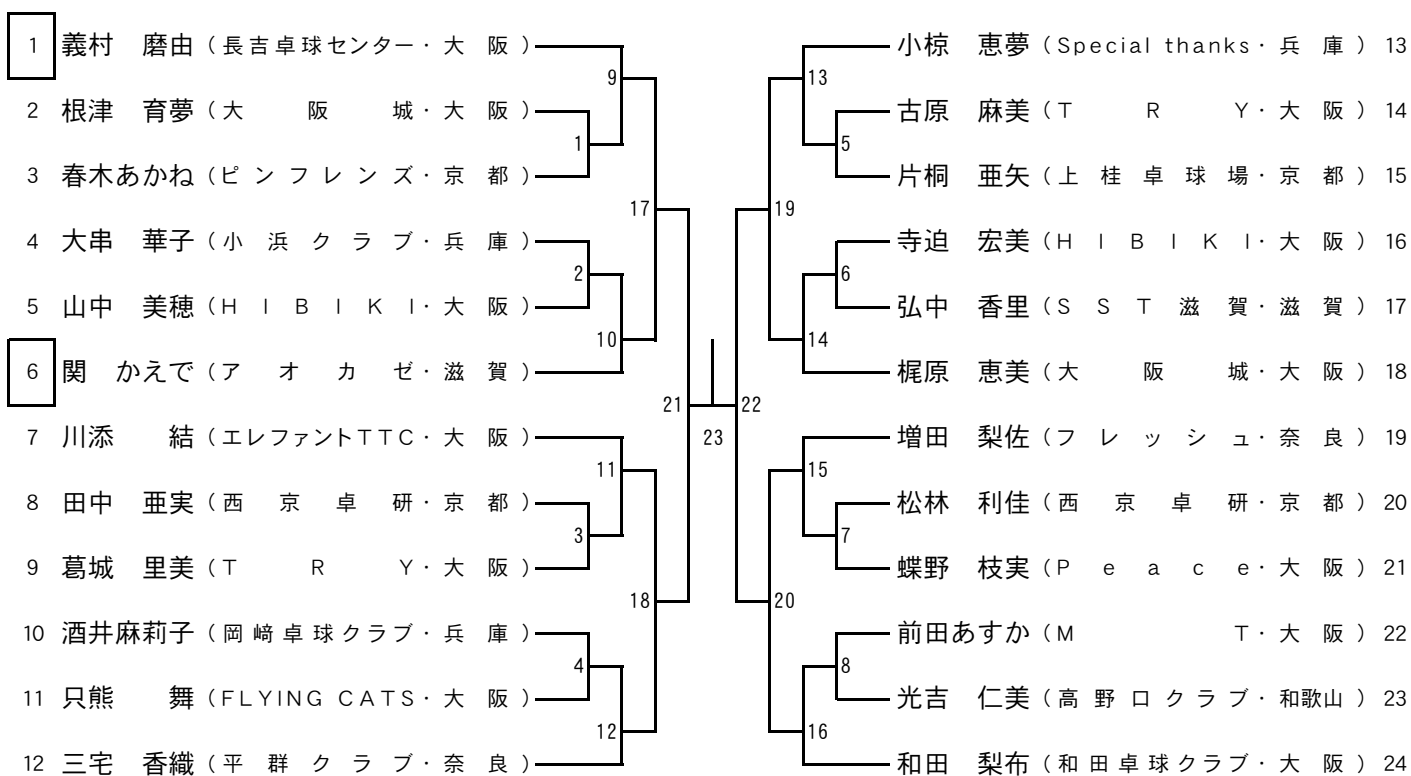 1 義村 磨由 (長吉卓球センター・大阪)
9
2 根津 育夢 (大阪城・大阪)
1
3 春木あかね (ピンフレンズ・京都)
17
4 大串 華子 (小浜クラブ・兵庫)
2
5 山中 美穂 (HIBIKI・大阪)
10
6 関 かえで (アオカゼ・滋賀)
21
7 川添 結 (エレファントTTC・大阪)
11
8 田中 亜実 (西京卓研・京都)
3
9 葛城 里美 (TRY・大阪)
18
10 酒井麻莉子 (岡﨑卓球クラブ・兵庫)
4
11 只熊 舞 (FLYING CATS・大阪)
12
12 三宅 香織 (平群クラブ・奈良)
23
小椋 恵夢 (Special thanks・兵庫) 13
13
古原 麻美 (TRY・大阪) 14
5
片桐 亜矢 (上桂卓球場・京都) 15
19
寺迫 宏美 (HIBIKI・大阪) 16
6
弘中 香里 (SST滋賀・滋賀) 17
14
梶原 恵美 (大阪城・大阪) 18
22
増田 梨佐 (フレッシュ・奈良) 19
15
松林 利佳 (西京卓研・京都) 20
7
蝶野 枝実 (Peace・大阪) 21
20
前田あすか (MT・大阪) 22
8
光吉 仁美 (高野口クラブ・和歌山) 23
16
和田 梨布 (和田卓球クラブ・大阪) 24